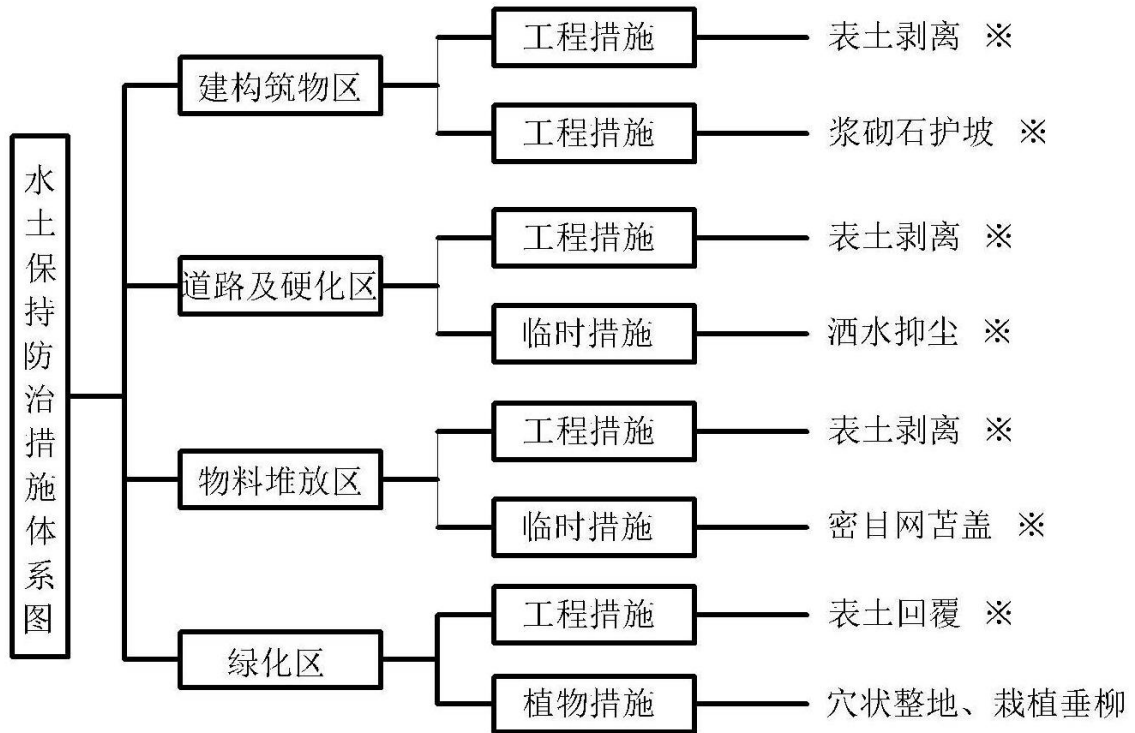 水土保持防治措施体系图
建构筑物区
工程措施
表土剥离 ※
工程措施
浆砌石护坡 ※
道路及硬化区
工程措施
表土剥离 ※
临时措施
洒水抑尘 ※
物料堆放区
工程措施
表土剥离 ※
临时措施
密目网苫盖 ※
绿化区
工程措施
表土回覆 ※
植物措施
穴状整地、栽植垂柳